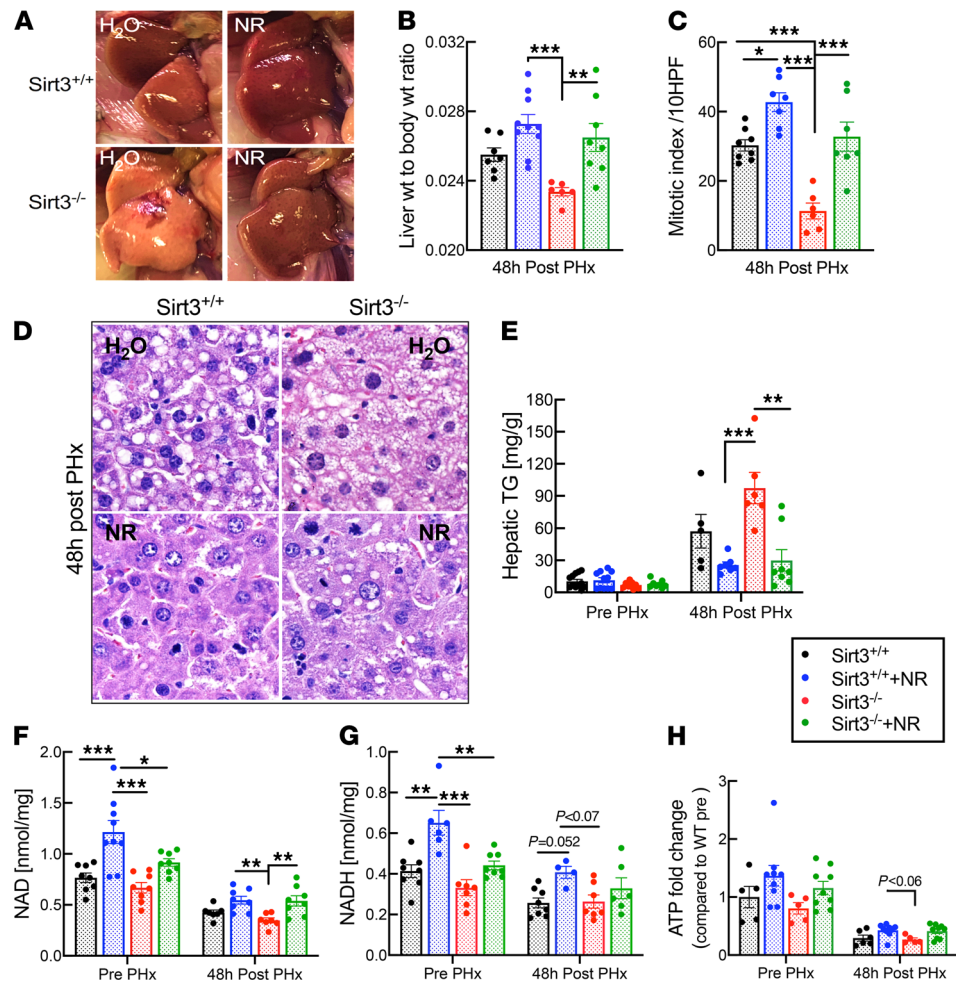 A
H2O
NR
Sirt3+/+
H2O
NR
Sirt3-/-
B
Liver wt to body wt ratio
0.032
0.028
0.024
0.020
***
**
48h Post PHx
C
Mitotic index /10HPF
60
40
20
0
***
*
***
***
48h Post PHx
D
Sirt3+/+
Sirt3-/-
48h post PHx
H2O
H2O
NR
NR
E
Hepatic TG [mg/g]
180
150
120
90
60
30
0
**
***
Pre PHx
48h Post PHx
Sirt3+/+
Sirt3+/++NR
Sirt3-/-
Sirt3-/-+NR
F
NAD [nmol/mg]
2.0
1.5
1.0
0.5
0.0
***
*
***
**
**
Pre PHx
48h Post PHx
G
NADH [nmol/mg]
1.0
0.8
0.6
0.4
0.2
0.0
**
**
***
P<0.07
P=0.052
Pre PHx
48h Post PHx
H
ATP fold change
(compared to WT pre)
3
2
1
0
P<0.06
Pre PHx
48h Post PHx